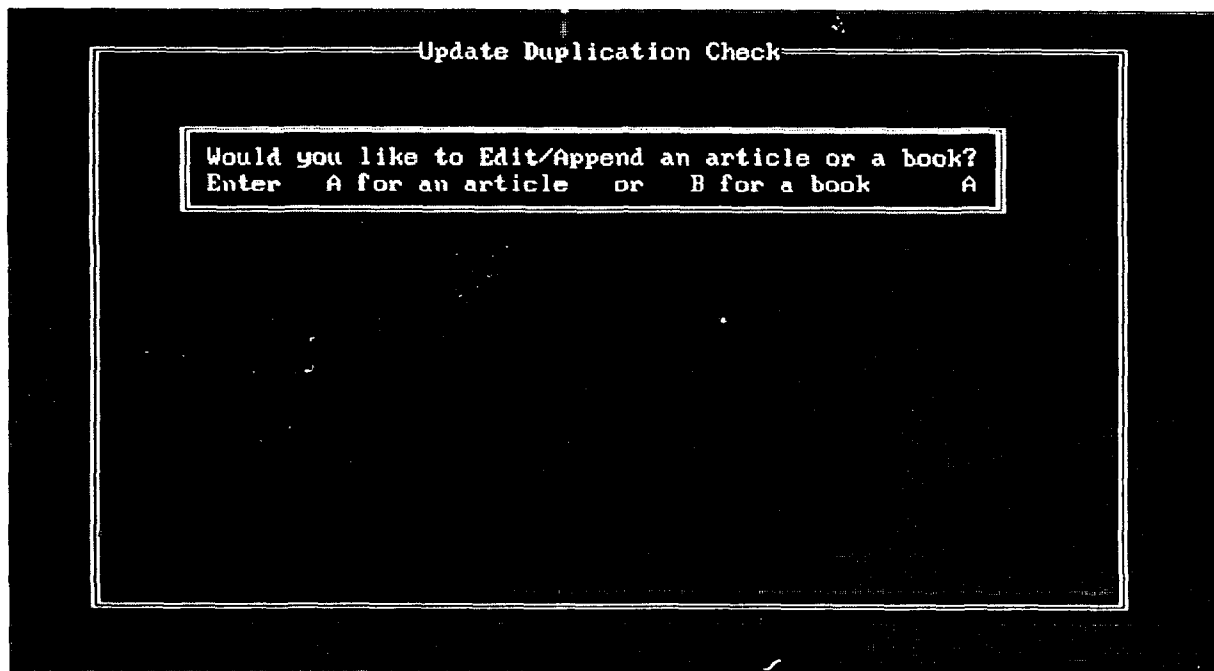 Update Duplication Check
Would you like to Edit/Append an article or a book?
Enter A for an article or B for a book A